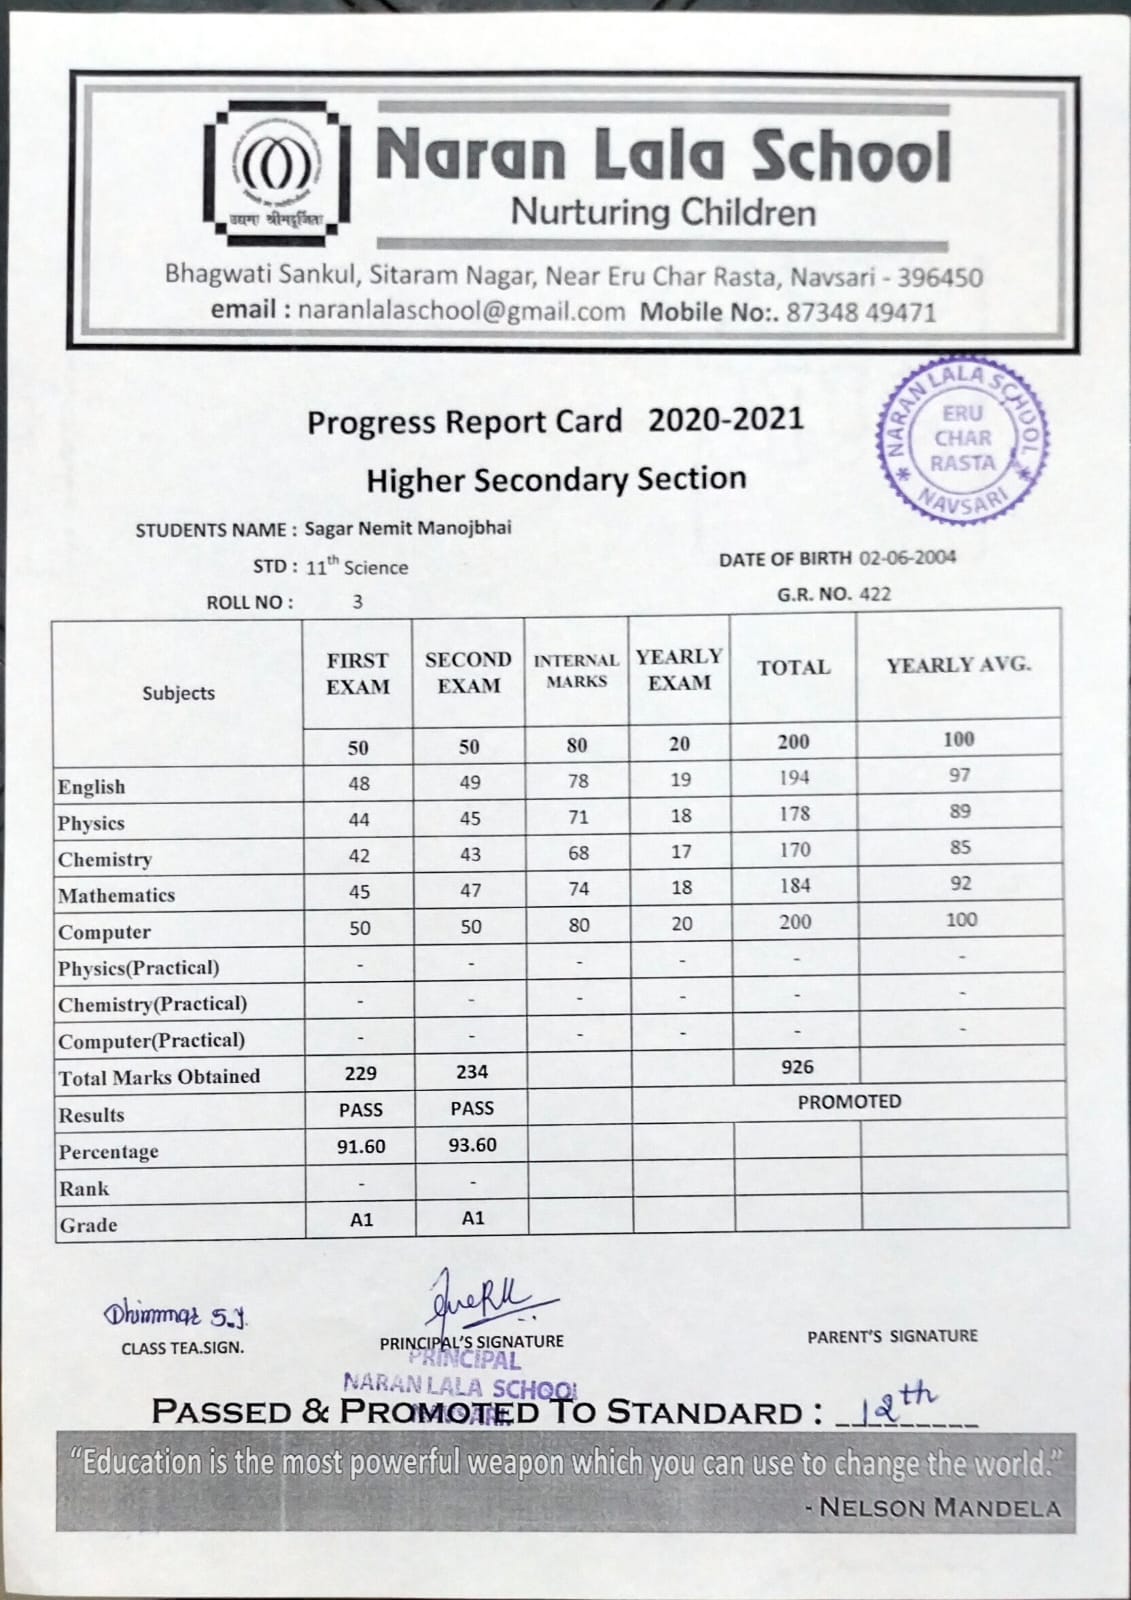 Naran Lala School
Nurturing Children
उद्यमा श्रीमदूर्जिता
Bhagwati Sankul, Sitaram Nagar, Near Eru Char Rasta, Navsari - 396450
email : naranlalaschool@gmail.com Mobile No:. 87348 49471
NARAN LALA SCHOOL
ERU
CHAR
RASTA
* NAVSARI *
Progress Report Card 2020-2021
Higher Secondary Section
STUDENTS NAME : Sagar Nemit Manojbhai
STD : 11th Science
DATE OF BIRTH 02-06-2004
ROLL NO : 3
G.R. NO. 422
Subjects FIRST EXAM SECOND EXAM INTERNAL MARKS YEARLY EXAM TOTAL YEARLY AVG.
50 50 80 20 200 100
English 48 49 78 19 194 97
Physics 44 45 71 18 178 89
Chemistry 42 43 68 17 170 85
Mathematics 45 47 74 18 184 92
Computer 50 50 80 20 200 100
Physics(Practical) - - - - - -
Chemistry(Practical) - - - - - -
Computer(Practical) - - - - - -
Total Marks Obtained 229 234 926
Results PASS PASS PROMOTED
Percentage 91.60 93.60
Rank - -
Grade A1 A1
Dhimmar S.J.
CLASS TEA.SIGN.
PRINCIPAL'S SIGNATURE
PARENT'S SIGNATURE
PRINCIPAL
NARAN LALA SCHOOL
NAVSARI.
PASSED & PROMOTED TO STANDARD : 12th
"Education is the most powerful weapon which you can use to change the world."
- NELSON MANDELA